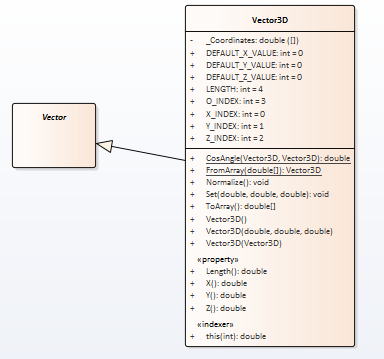 Vector3D
- _Coordinates: double ([])
+ DEFAULT_X_VALUE: int = 0
+ DEFAULT_Y_VALUE: int = 0
+ DEFAULT_Z_VALUE: int = 0
+ LENGTH: int = 4
+ O_INDEX: int = 3
+ X_INDEX: int = 0
+ Y_INDEX: int = 1
+ Z_INDEX: int = 2
Vector
+ CosAngle(Vector3D, Vector3D): double
+ FromArray(double[]): Vector3D
+ Normalize(): void
+ Set(double, double, double): void
+ ToArray(): double[]
+ Vector3D()
+ Vector3D(double, double, double)
+ Vector3D(Vector3D)
«property»
+ Length(): double
+ X(): double
+ Y(): double
+ Z(): double
«indexer»
+ this(int): double